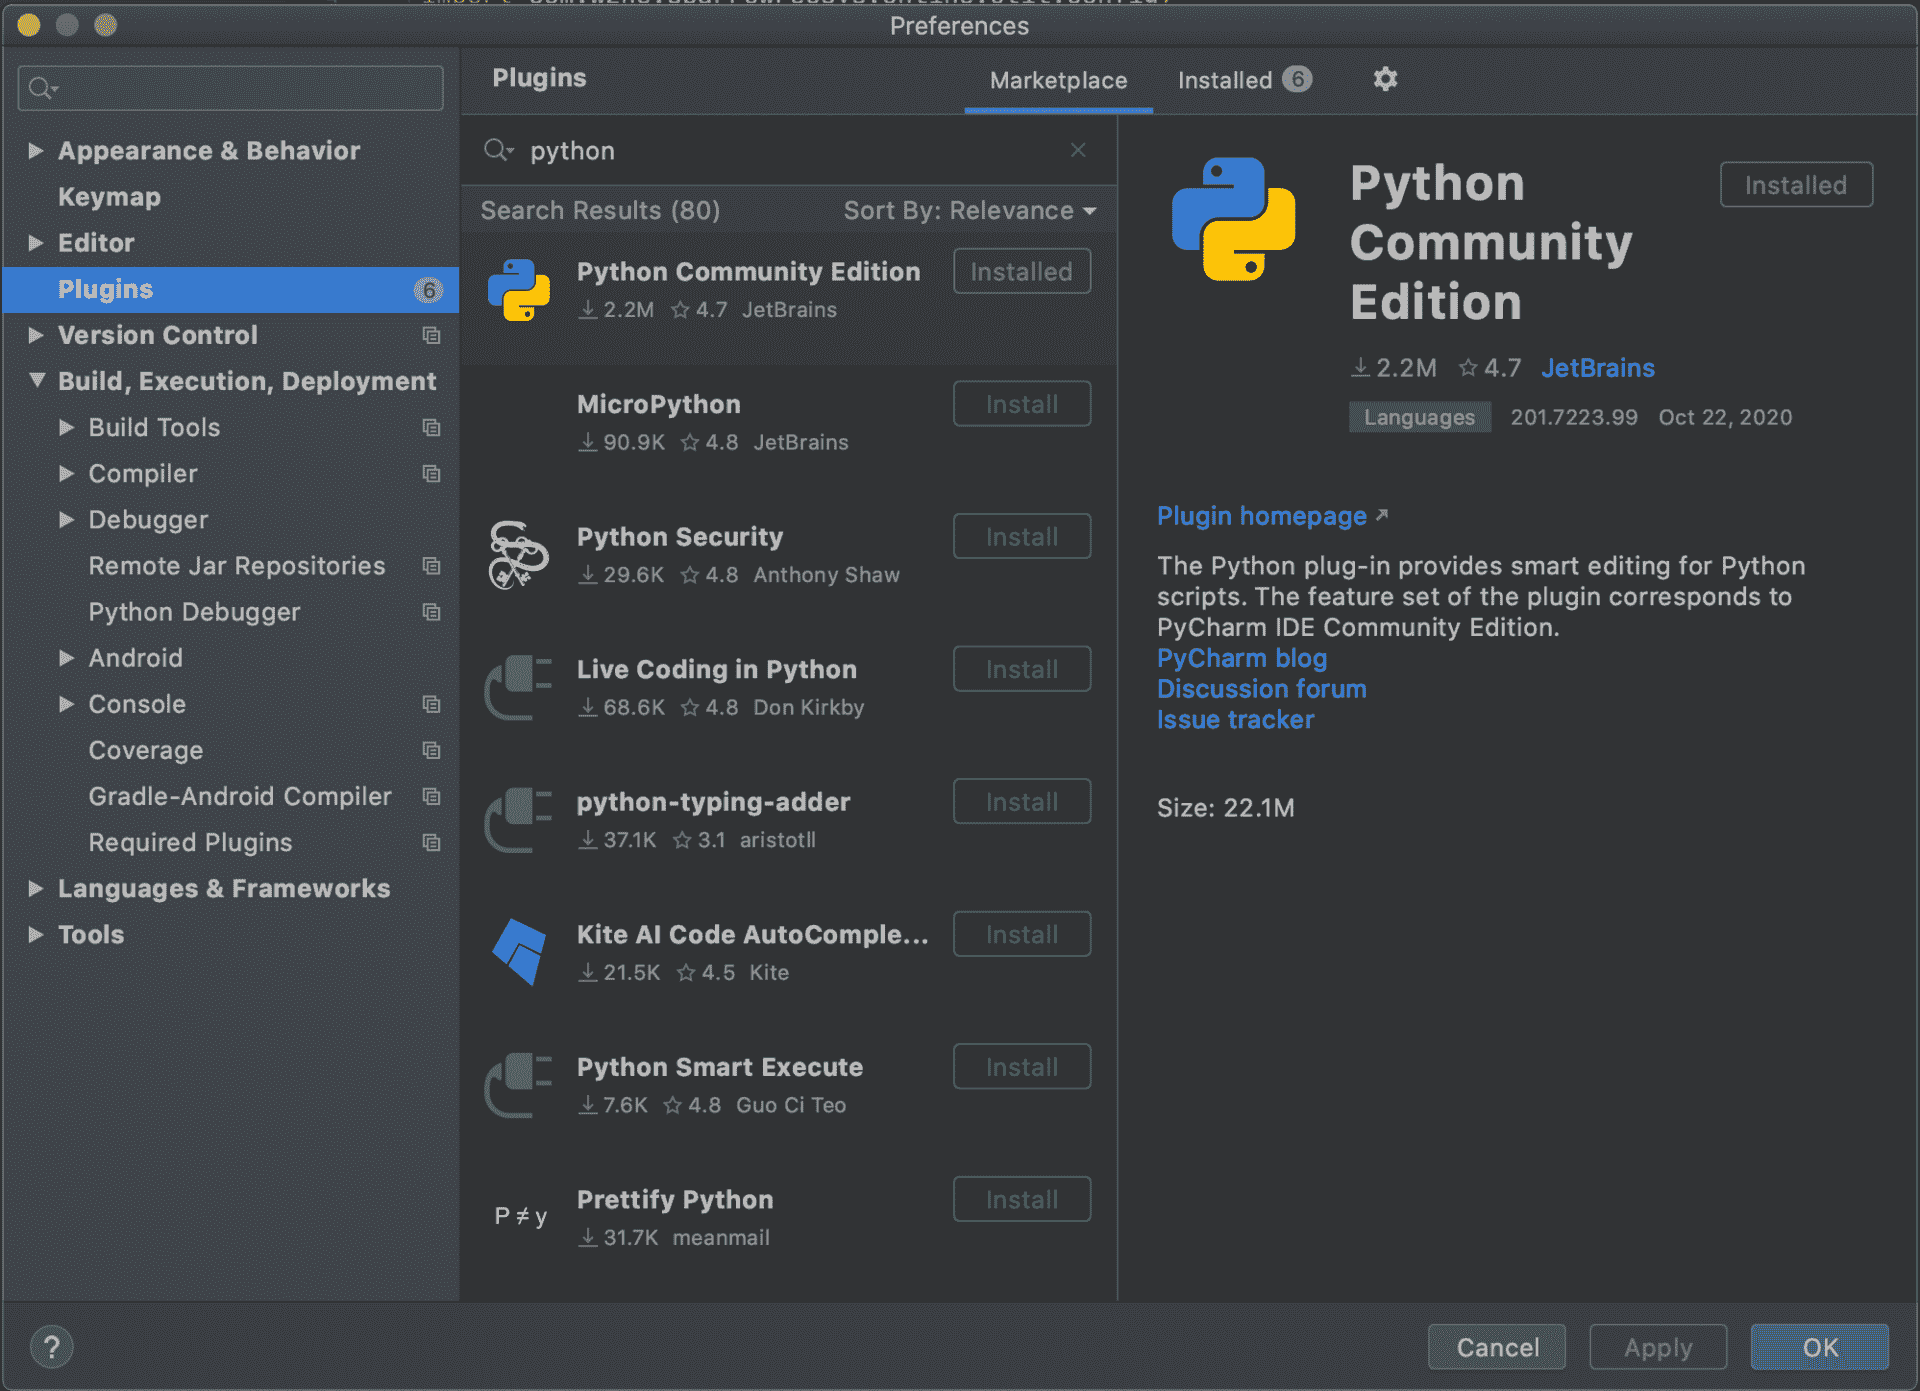 Preferences
Appearance & Behavior
Keymap
Editor
Plugins 6
Version Control
Build, Execution, Deployment
Build Tools
Compiler
Debugger
Remote Jar Repositories
Python Debugger
Android
Console
Coverage
Gradle-Android Compiler
Required Plugins
Languages & Frameworks
Tools
Plugins
Marketplace
Installed 6
python
Search Results (80)
Sort By: Relevance
Python Community Edition
Installed
2.2M 4.7 JetBrains
MicroPython
Install
90.9K 4.8 JetBrains
Python Security
Install
29.6K 4.8 Anthony Shaw
Live Coding in Python
Install
68.6K 4.8 Don Kirkby
python-typing-adder
Install
37.1K 3.1 aristotll
Kite AI Code AutoComple...
Install
21.5K 4.5 Kite
Python Smart Execute
Install
7.6K 4.8 Guo Ci Teo
P ≠ y
Prettify Python
Install
31.7K meanmail
Python
Community
Edition
Installed
2.2M 4.7 JetBrains
Languages 201.7223.99 Oct 22, 2020
Plugin homepage
The Python plug-in provides smart editing for Python
scripts. The feature set of the plugin corresponds to
PyCharm IDE Community Edition.
PyCharm blog
Discussion forum
Issue tracker
Size: 22.1M
?
Cancel
Apply
OK